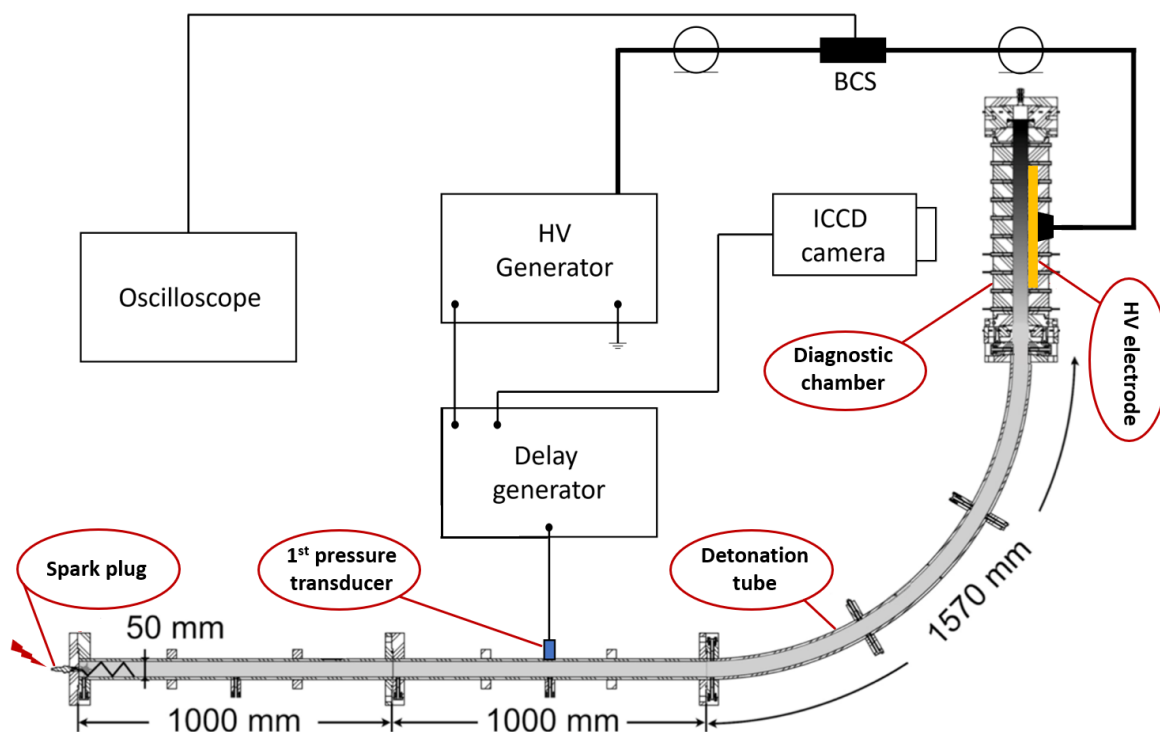 BCS
HV
Generator
ICCD
camera
Oscilloscope
HV electrode
Diagnostic
chamber
Delay
generator
Spark plug
1st pressure
transducer
Detonation
tube
50 mm
1570 mm
1000 mm
1000 mm